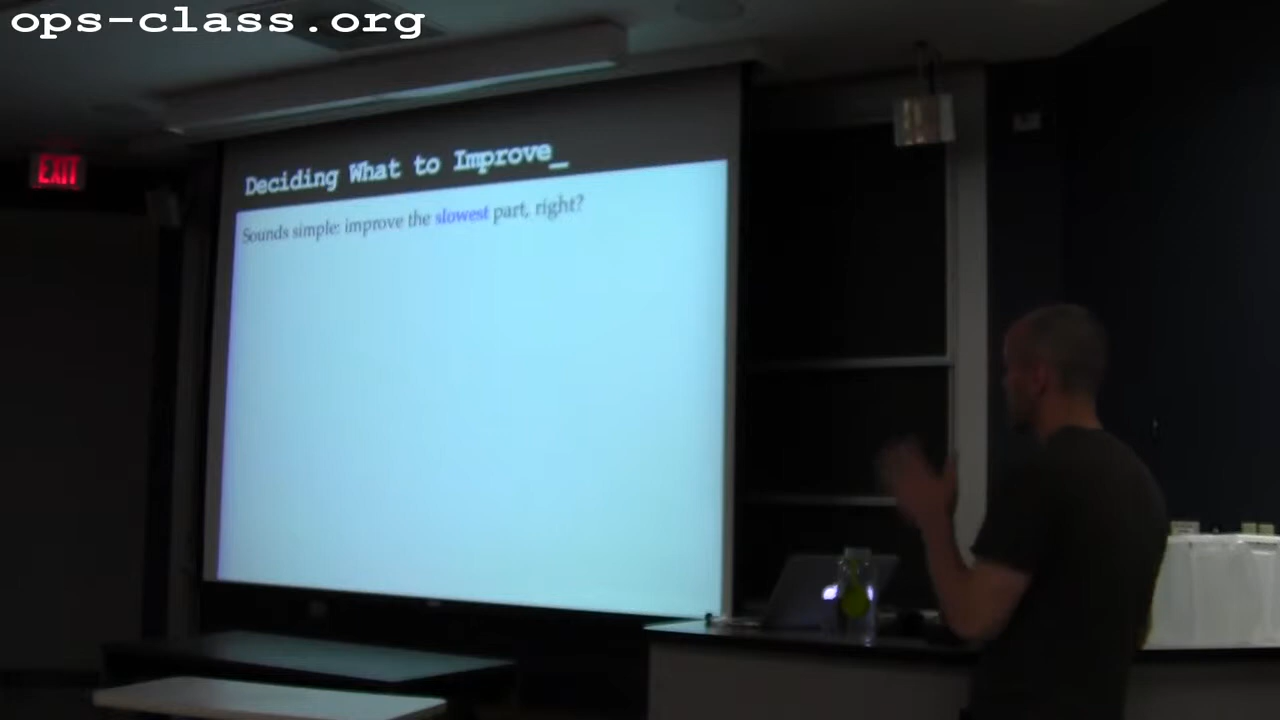 ops-class.org
EXIT
Deciding What to Improve_
Sounds simple: improve the slowest part, right?